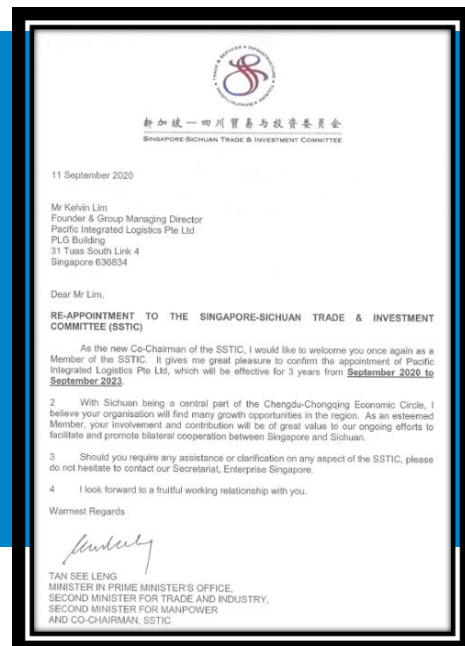 新加坡—四川贸易与投资委员会
SINGAPORE-SICHUAN TRADE & INVESTMENT COMMITTEE
11 September 2020
Mr Kelvin Lim
Founder & Group Managing Director
Pacific Integrated Logistics Pte Ltd
PLG Building
31 Tuas South Link 4
Singapore 636834
Dear Mr Lim,
RE-APPOINTMENT TO THE SINGAPORE-SICHUAN TRADE & INVESTMENT
COMMITTEE (SSTIC)
As the new Co-Chairman of the SSTIC, I would like to welcome you once again as a
Member of the SSTIC. It gives me great pleasure to confirm the appointment of Pacific
Integrated Logistics Pte Ltd, which will be effective for 3 years from September 2020 to
September 2023.
2 With Sichuan being a central part of the Chengdu-Chongqing Economic Circle, I
believe your organisation will find many growth opportunities in the region. As an esteemed
Member, your involvement and contribution will be of great value to our ongoing efforts to
facilitate and promote bilateral cooperation between Singapore and Sichuan.
3 Should you require any assistance or clarification on any aspect of the SSTIC, please
do not hesitate to contact our Secretariat, Enterprise Singapore.
4 I look forward to a fruitful working relationship with you.
Warmest Regards
TAN SEE LENG
MINISTER IN PRIME MINISTER'S OFFICE,
SECOND MINISTER FOR TRADE AND INDUSTRY,
SECOND MINISTER FOR MANPOWER
AND CO-CHAIRMAN, SSTIC